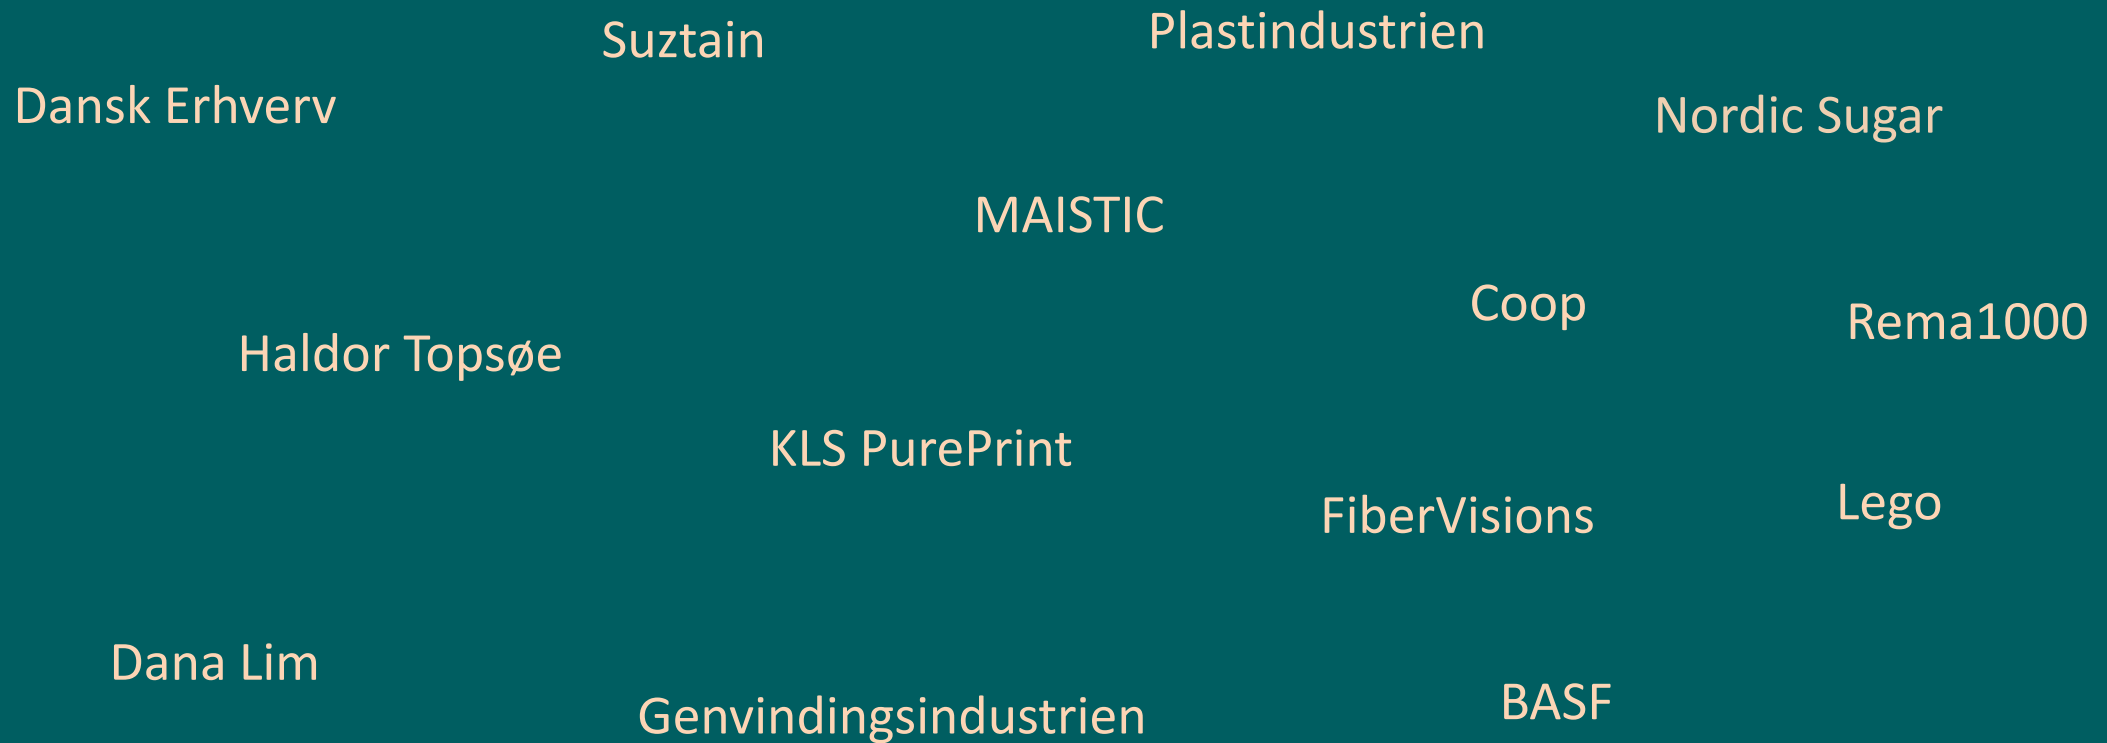 Suztain
Plastindustrien
Dansk Erhverv
Nordic Sugar
MAISTIC
Coop
Rema1000
Haldor Topsøe
KLS PurePrint
FiberVisions
Lego
Dana Lim
Genvindingsindustrien
BASF